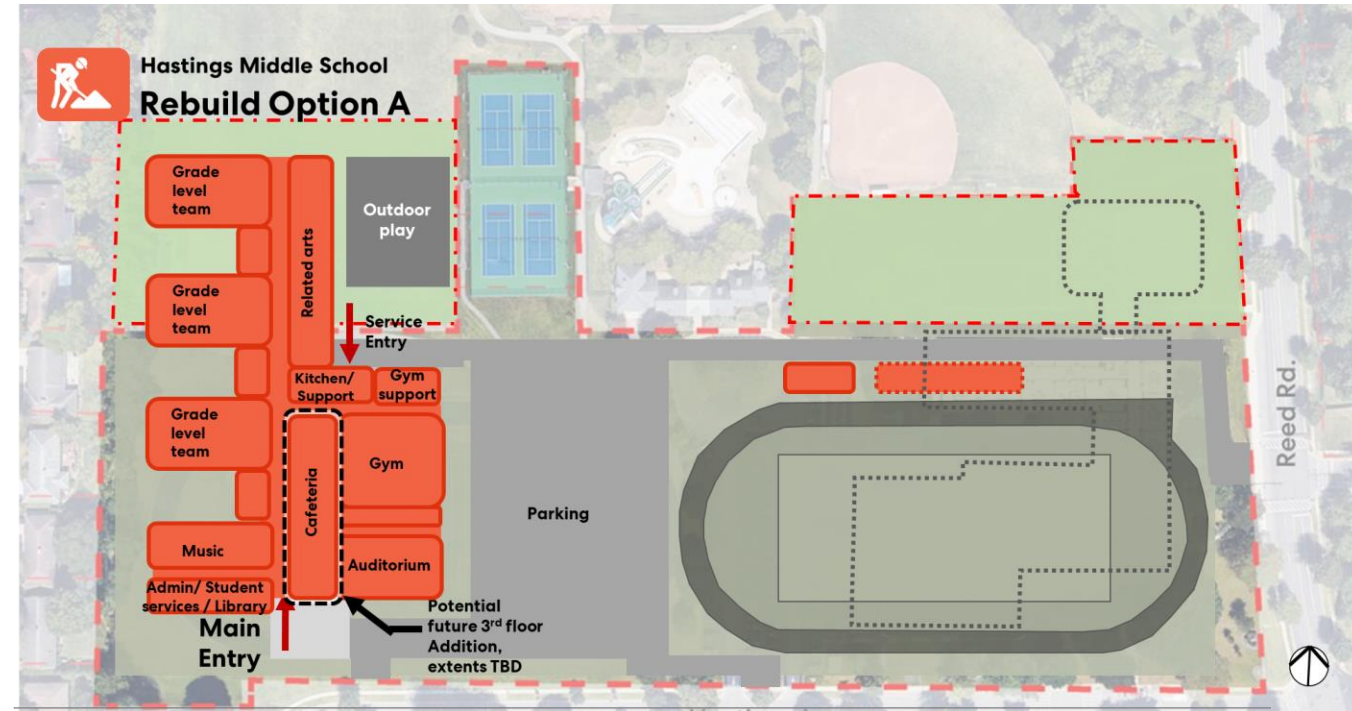 Hastings Middle School
Rebuild Option A
Grade
level
team
Related arts
Outdoor
play
Grade
level
team
Service
Entry
Kitchen/
Support
Gym
support
Grade
level
team
Cafeteria
Gym
Parking
Reed Rd.
Music
Auditorium
Admin/ Student
services / Library
Main
Entry
Potential
future 3rd floor
Addition,
extents TBD